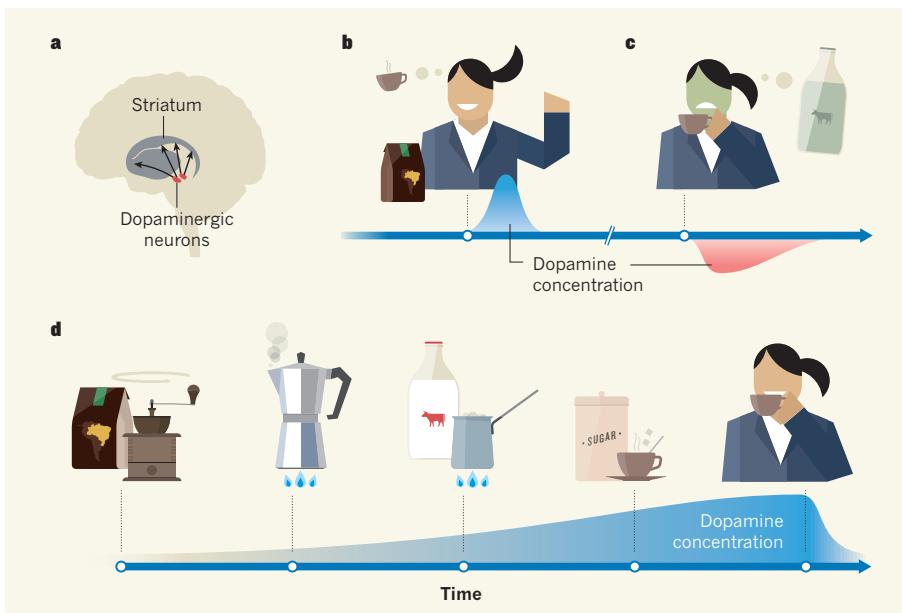 a
b
c
Striatum
Dopaminergic
neurons
Dopamine
concentration
d
SUGAR
Dopamine
concentration
Time